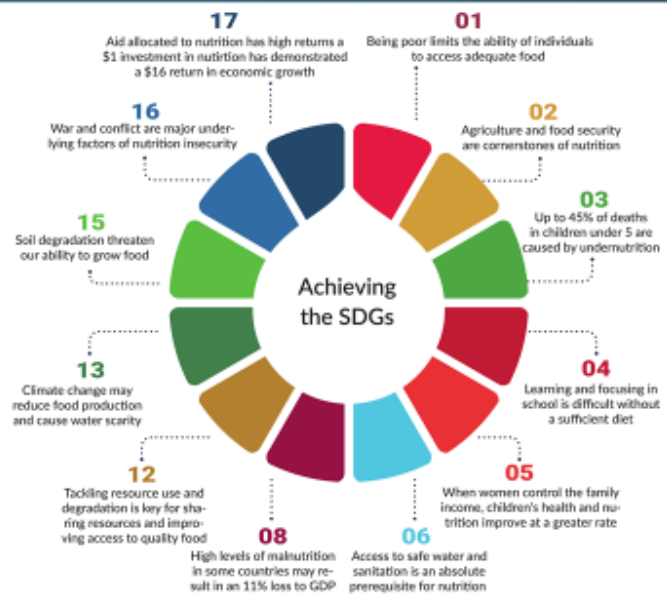 17
Aid allocated to nutrition has high returns a
$1 investment in nutirtion has demonstrated
a $16 return in economic growth
01
Being poor limits the ability of individuals
to access adequate food
16
War and conflict are major under-
lying factors of nutrition insecurity
02
Agriculture and food security
are cornerstones of nutrition
03
Up to 45% of deaths
in children under 5 are
caused by undernutrition
15
Soil degradation threaten
our ability to grow food
Achieving
the SDGs
13
Climate change may
reduce food production
and cause water scarity
04
Learning and focusing in
school is difficult without
a sufficient diet
12
Tackling resource use and
degradation is key for sha-
ring resources and impro-
ving access to quality food
05
When women control the family
income, children's health and nu-
trition improve at a greater rate
08
High levels of malnutrition
in some countries may re-
sult in an 11% loss to GDP
06
Access to safe water and
sanitation is an absolute
prerequisite for nutrition